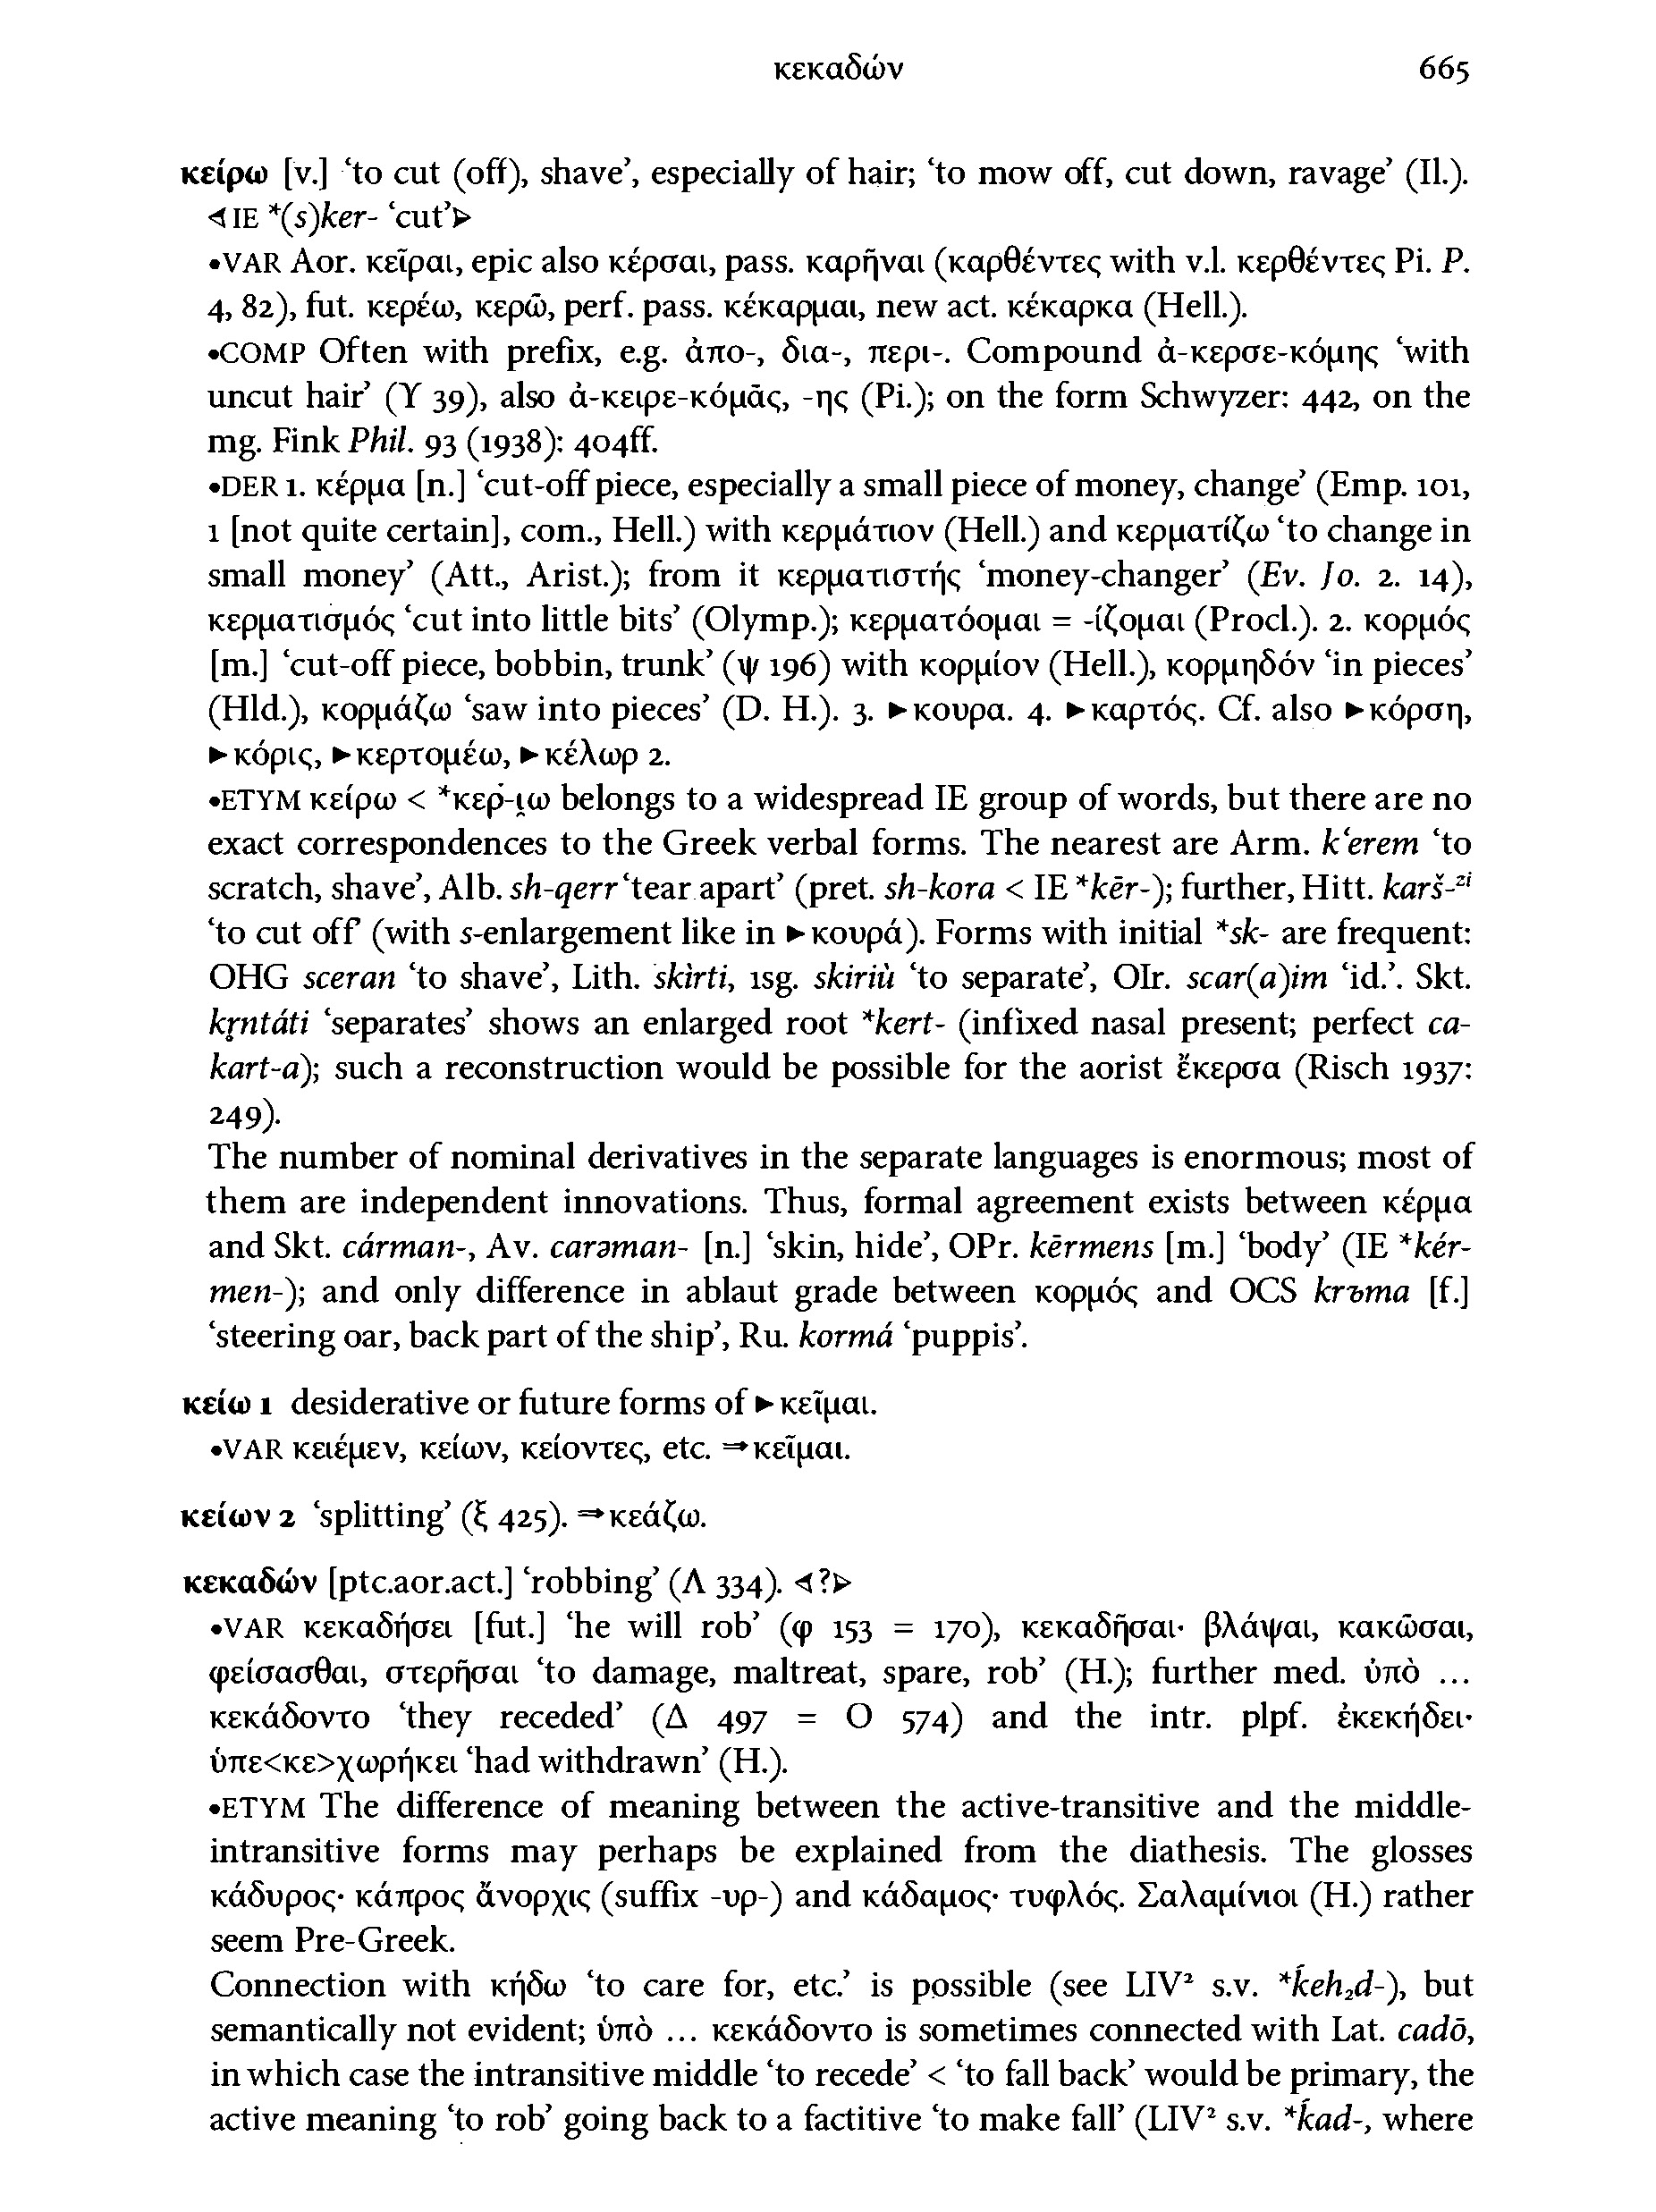 κεκαδών 665
κείρω [v.] ‘to cut (off), shave’, especially of hair; ‘to mow off, cut down, ravage’ (Il.).
◁ IE *(s)ker- ‘cut’▷
•VAR Aor. κεῖραι, epic also κέρσαι, pass. καρῆναι (καρθέντες with v.l. κερθέντες Pi. P.
4, 82), fut. κερέω, κερῶ, perf. pass. κέκαρμαι, new act. κέκαρκα (Hell.).
•COMP Often with prefix, e.g. ἀπο-, δια-, περι-. Compound ἀ-κερσε-κόμης ‘with
uncut hair’ (Υ 39), also ἀ-κειρε-κόμᾱς, -ης (Pi.); on the form Schwyzer: 442, on the
mg. Fink Phil. 93 (1938): 404ff.
•DER 1. κέρμα [n.] ‘cut-off piece, especially a small piece of money, change’ (Emp. 101,
1 [not quite certain], com., Hell.) with κερμάτιον (Hell.) and κερματίζω ‘to change in
small money’ (Att., Arist.); from it κερματιστής ‘money-changer’ (Ev. Jo. 2. 14),
κερματισμός ‘cut into little bits’ (Olymp.); κερματόομαι = -ίζομαι (Procl.). 2. κορμός
[m.] ‘cut-off piece, bobbin, trunk’ (ψ 196) with κορμίον (Hell.), κορμηδόν ‘in pieces’
(Hld.), κορμάζω ‘saw into pieces’ (D. H.). 3. ►κουρα. 4. ►καρτός. Cf. also ►κόρση,
►κόρις, ►κερτομέω, ►κέλωρ 2.
•ETYM κείρω < *κερ-ι̯ω belongs to a widespread IE group of words, but there are no
exact correspondences to the Greek verbal forms. The nearest are Arm. k‘erem ‘to
scratch, shave’, Alb. sh-qerr ‘tear apart’ (pret. sh-kora < IE *kēr-); further, Hitt. karš-ᶻⁱ
‘to cut off’ (with s-enlargement like in ►κουρά). Forms with initial *sk- are frequent:
OHG sceran ‘to shave’, Lith. skìrti, 1sg. skiriù ‘to separate’, OIr. scar(a)im ‘id.’. Skt.
kṛntáti ‘separates’ shows an enlarged root *kert- (infixed nasal present; perfect ca-
kart-a); such a reconstruction would be possible for the aorist ἔκερσα (Risch 1937:
249).
The number of nominal derivatives in the separate languages is enormous; most of
them are independent innovations. Thus, formal agreement exists between κέρμα
and Skt. cárman-, Av. carəman- [n.] ‘skin, hide’, OPr. kērmens [m.] ‘body’ (IE *kér-
men-); and only difference in ablaut grade between κορμός and OCS krъma [f.]
‘steering oar, back part of the ship’, Ru. kormá ‘puppis’.
κείω 1 desiderative or future forms of ►κεῖμαι.
•VAR κειέμεν, κείων, κείοντες, etc. ⇒κεῖμαι.
κείων 2 ‘splitting’ (ξ 425). ⇒κεάζω.
κεκαδών [ptc.aor.act.] ‘robbing’ (Λ 334). ◁?▷
•VAR κεκαδήσει [fut.] ‘he will rob’ (φ 153 = 170), κεκαδῆσαι· βλάψαι, κακῶσαι,
φείσασθαι, στερῆσαι ‘to damage, maltreat, spare, rob’ (H.); further med. ὑπὸ ...
κεκάδοντο ‘they receded’ (Δ 497 = Ο 574) and the intr. plpf. ἐκεκήδει·
ὑπε<κε>χωρήκει ‘had withdrawn’ (H.).
•ETYM The difference of meaning between the active-transitive and the middle-
intransitive forms may perhaps be explained from the diathesis. The glosses
κάδυρος· κάπρος ἄνορχις (suffix -υρ-) and κάδαμος· τυφλός. Σαλαμίνιοι (H.) rather
seem Pre-Greek.
Connection with κήδω ‘to care for, etc.’ is possible (see LIV² s.v. *ḱeh₂d-), but
semantically not evident; ὑπὸ ... κεκάδοντο is sometimes connected with Lat. cadō,
in which case the intransitive middle ‘to recede’ < ‘to fall back’ would be primary, the
active meaning ‘to rob’ going back to a factitive ‘to make fall’ (LIV² s.v. *ḱad-, where